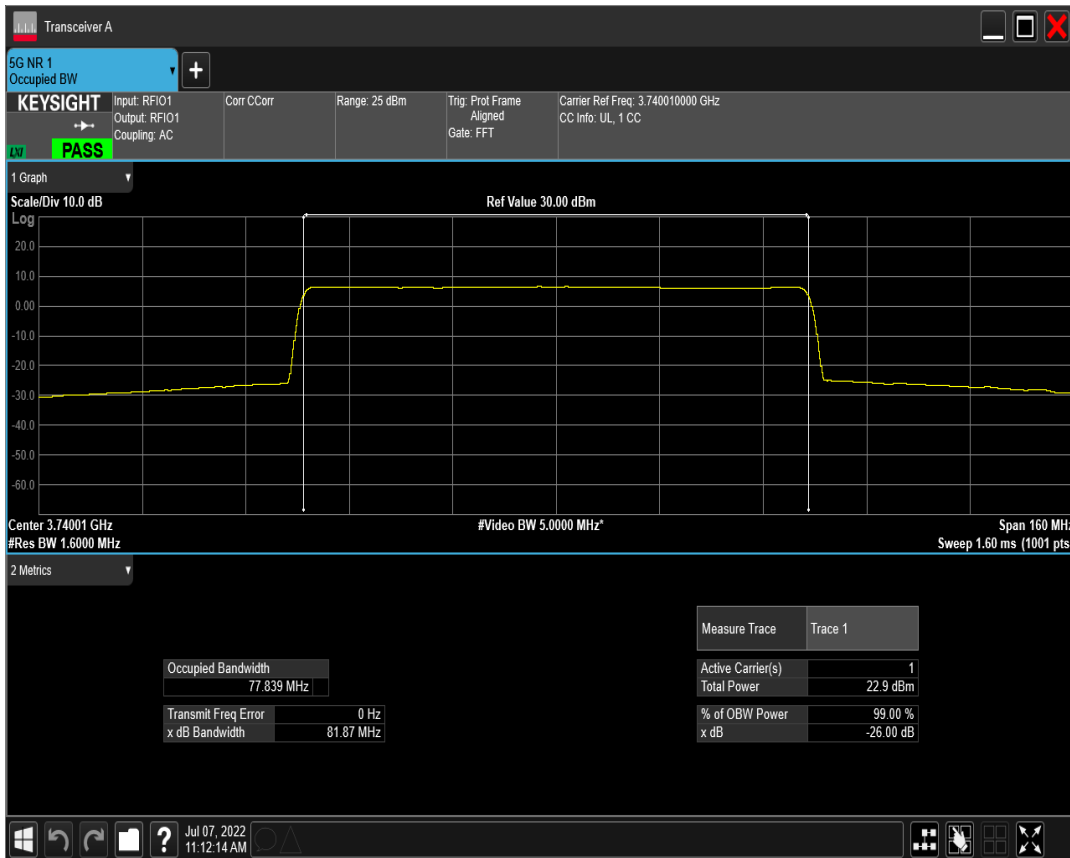 Transceiver A
5G NR 1
Occupied BW
KEYSIGHT
LXI
PASS
Input: RFIO1
Output: RFIO1
Coupling: AC
Corr CCorr
Range: 25 dBm
Trig: Prot Frame
Aligned
Gate: FFT
Carrier Ref Freq: 3.740010000 GHz
CC Info: UL, 1 CC
1 Graph
Scale/Div 10.0 dB
Ref Value 30.00 dBm
Log
20.0
10.0
0.00
-10.0
-20.0
-30.0
-40.0
-50.0
-60.0
Center 3.74001 GHz
#Video BW 5.0000 MHz*
Span 160 MHz
#Res BW 1.6000 MHz
Sweep 1.60 ms (1001 pts
2 Metrics
Measure Trace Trace 1
Occupied Bandwidth
77.839 MHz
Active Carrier(s) 1
Total Power 22.9 dBm
Transmit Freq Error 0 Hz
x dB Bandwidth 81.87 MHz
% of OBW Power 99.00 %
x dB -26.00 dB
?
Jul 07, 2022
11:12:14 AM